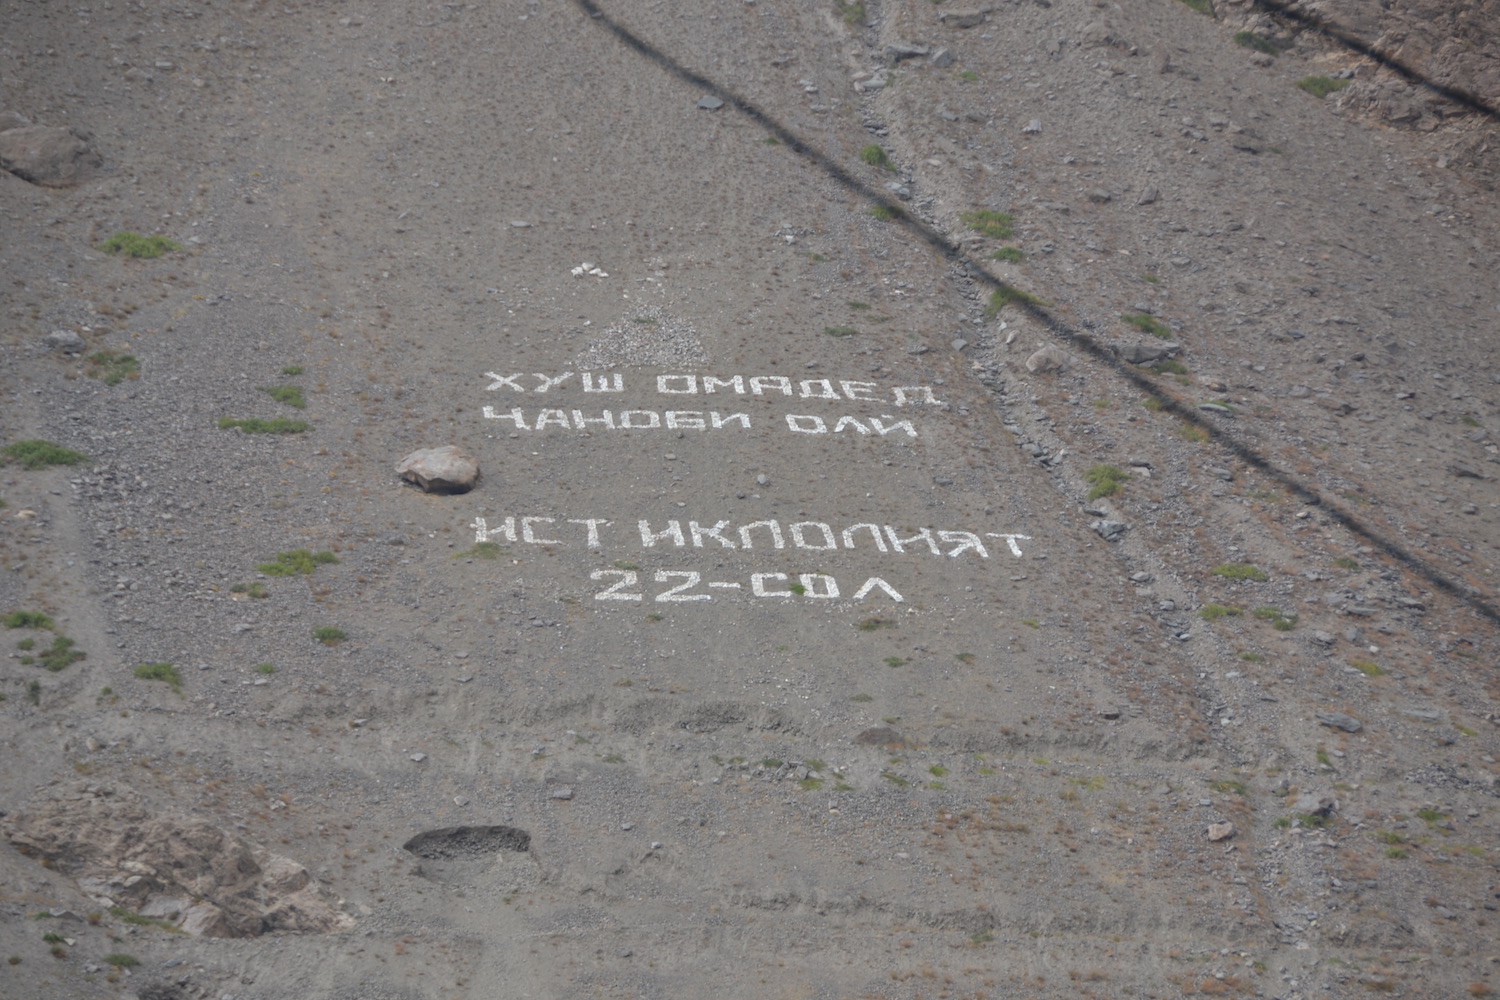 ХУШ ОМАДЕД
ЧАНОБИ ОЛИ
ИСТИКЛОЛИЯТ
22-СОЛ